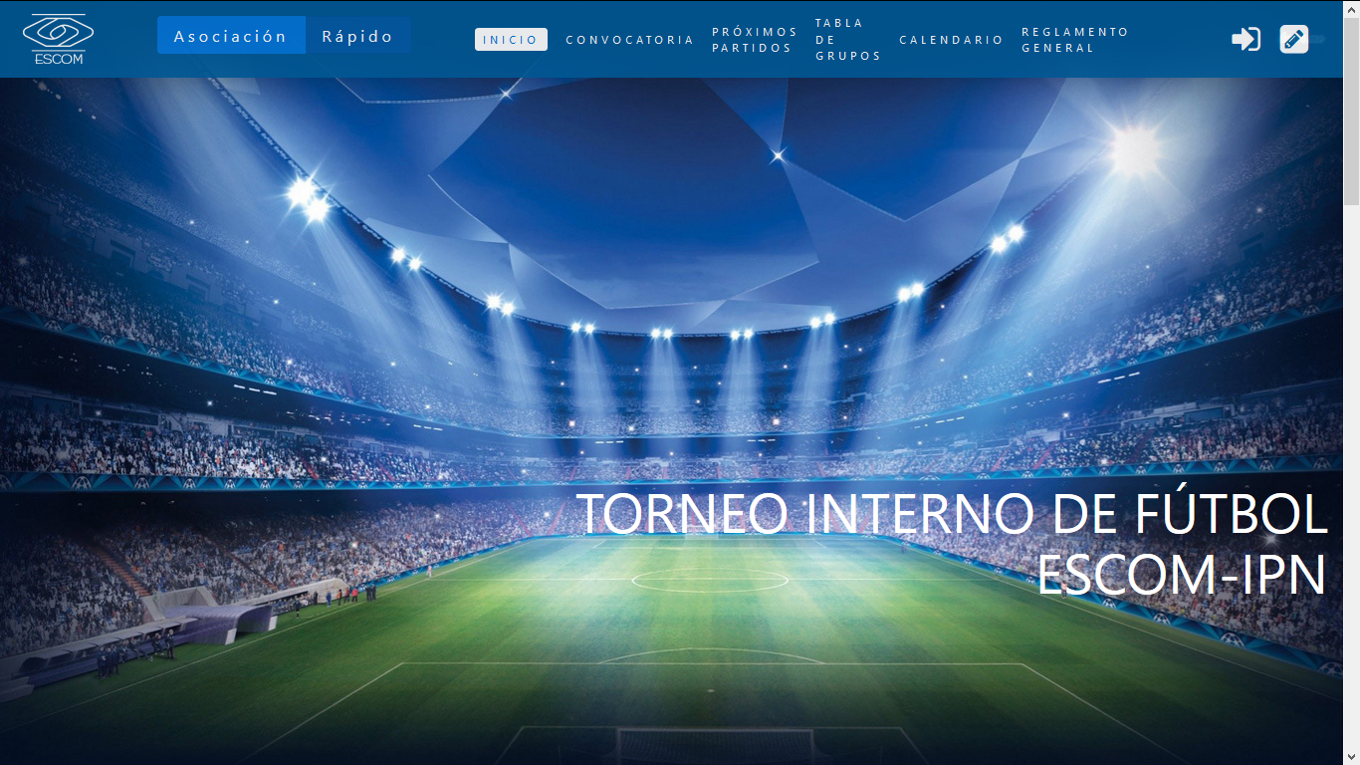 ESCOM
Asociación
Rápido
INICIO
CONVOCATORIA
PRÓXIMOS
PARTIDOS
TABLA
DE
GRUPOS
CALENDARIO
REGLAMENTO
GENERAL
TORNEO INTERNO DE FÚTBOL
ESCOM-IPN